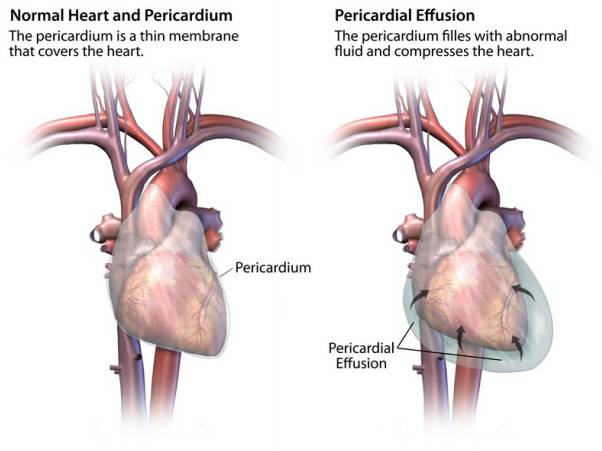 Normal Heart and Pericardium
The pericardium is a thin membrane
that covers the heart.
Pericardium
Pericardial Effusion
The pericardium filles with abnormal
fluid and compresses the heart.
Pericardial
Effusion